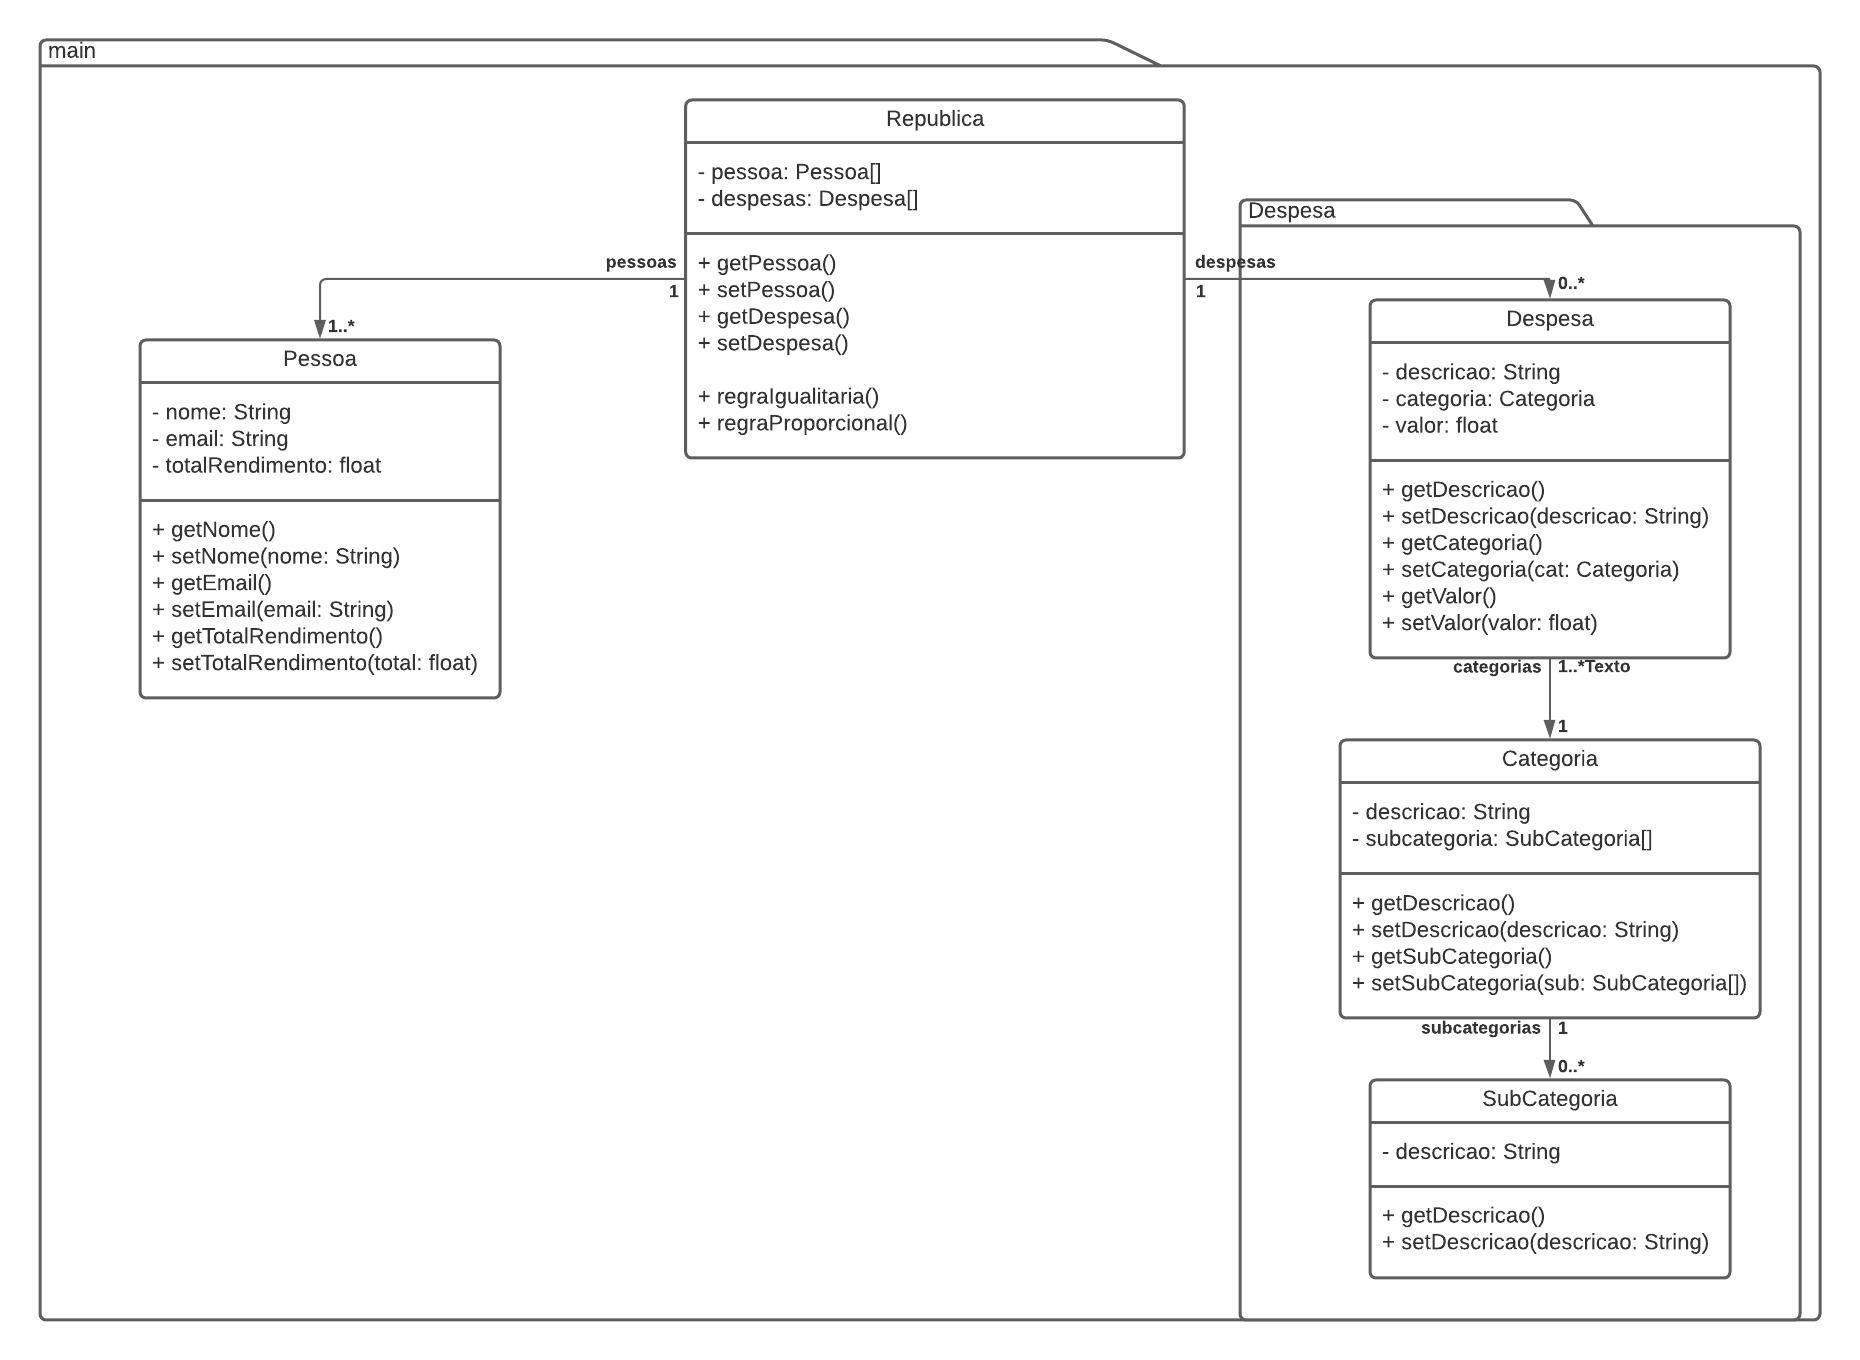 main
Republica
- pessoa: Pessoa[]
- despesas: Despesa[]
+ getPessoa()
+ setPessoa()
+ getDespesa()
+ setDespesa()
+ regraIgualitaria()
+ regraProporcional()
pessoas
1
1..*
Pessoa
- nome: String
- email: String
- totalRendimento: float
+ getNome()
+ setNome(nome: String)
+ getEmail()
+ setEmail(email: String)
+ getTotalRendimento()
+ setTotalRendimento(total: float)
Despesa
despesas
1
0..*
Despesa
- descricao: String
- categoria: Categoria
- valor: float
+ getDescricao()
+ setDescricao(descricao: String)
+ getCategoria()
+ setCategoria(cat: Categoria)
+ getValor()
+ setValor(valor: float)
categorias
1..*Texto
1
Categoria
- descricao: String
- subcategoria: SubCategoria[]
+ getDescricao()
+ setDescricao(descricao: String)
+ getSubCategoria()
+ setSubCategoria(sub: SubCategoria[])
subcategorias
1
0..*
SubCategoria
- descricao: String
+ getDescricao()
+ setDescricao(descricao: String)